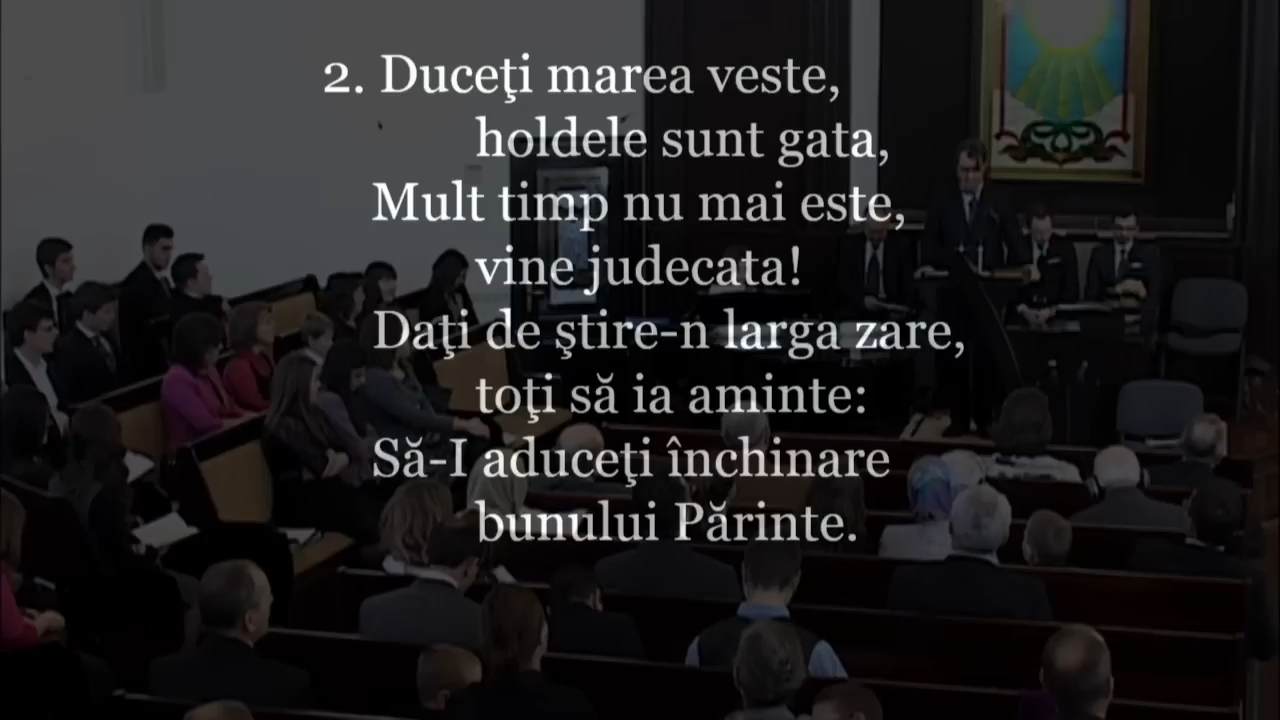 2. Duceţi marea veste,
holdele sunt gata,
Mult timp nu mai este,
vine judecata!
Daţi de ştire-n larga zare,
toţi să ia aminte:
Să-I aduceţi închinare
bunului Părinte.